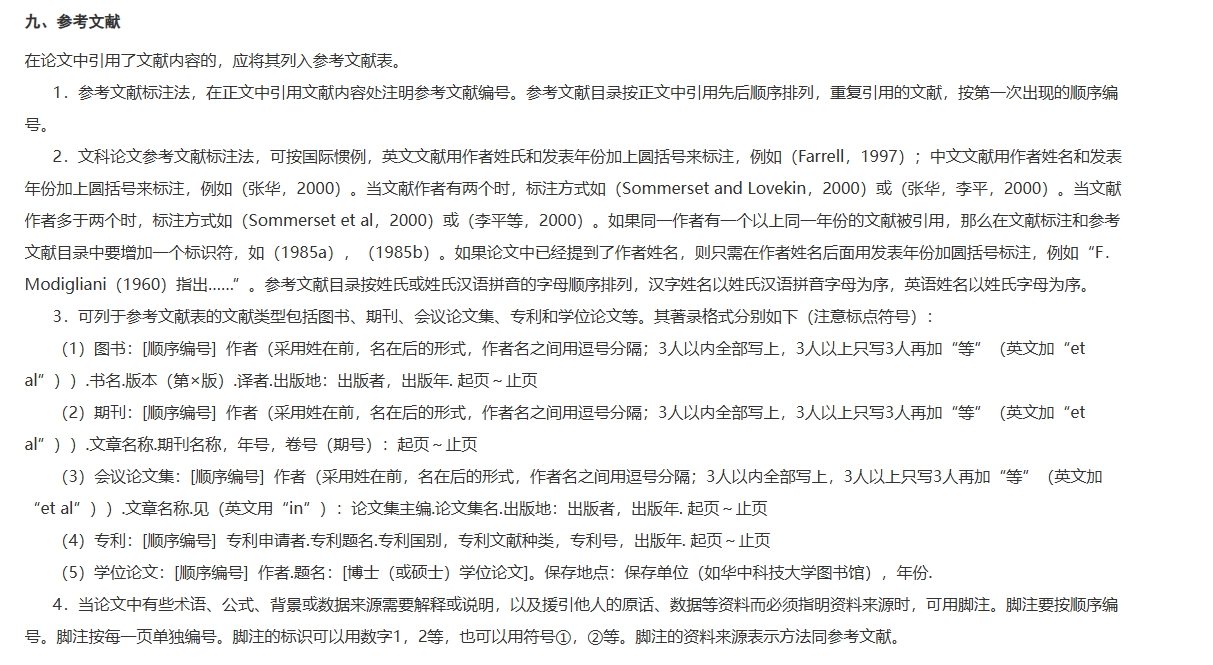 九、参考文献
在论文中引用了文献内容的，应将其列入参考文献表。
1．参考文献标注法，在正文中引用文献内容处注明参考文献编号。参考文献目录按正文中引用先后顺序排列，重复引用的文献，按第一次出现的顺序编
号。
2．文科论文参考文献标注法，可按国际惯例，英文文献用作者姓氏和发表年份加上圆括号来标注，例如（Farrell，1997）；中文文献用作者姓名和发表
年份加上圆括号来标注，例如（张华，2000）。当文献作者有两个时，标注方式如（Sommerset and Lovekin，2000）或（张华，李平，2000）。当文献
作者多于两个时，标注方式如（Sommerset et al，2000）或（李平等，2000）。如果同一作者有一个以上同一年份的文献被引用，那么在文献标注和参考
文献目录中要增加一个标识符，如（1985a），（1985b）。如果论文中已经提到了作者姓名，则只需在作者姓名后面用发表年份加圆括号标注，例如“F．
Modigliani（1960）指出……”。参考文献目录按姓氏或姓氏汉语拼音的字母顺序排列，汉字姓名以姓氏汉语拼音字母为序，英语姓名以姓氏字母为序。
3．可列于参考文献表的文献类型包括图书、期刊、会议论文集、专利和学位论文等。其著录格式分别如下（注意标点符号）：
（1）图书：[顺序编号] 作者（采用姓在前，名在后的形式，作者名之间用逗号分隔；3人以内全部写上，3人以上只写3人再加“等”（英文加“et
al”））.书名.版本（第×版）.译者.出版地：出版者，出版年. 起页～止页
（2）期刊：[顺序编号] 作者（采用姓在前，名在后的形式，作者名之间用逗号分隔；3人以内全部写上，3人以上只写3人再加“等”（英文加“et
al”））.文章名称.期刊名称，年号，卷号（期号）：起页～止页
（3）会议论文集：[顺序编号] 作者（采用姓在前，名在后的形式，作者名之间用逗号分隔；3人以内全部写上，3人以上只写3人再加“等”（英文加
“et al”））.文章名称.见（英文用“in”）：论文集主编.论文集名.出版地：出版者，出版年. 起页～止页
（4）专利：[顺序编号] 专利申请者.专利题名.专利国别，专利文献种类，专利号，出版年. 起页～止页
（5）学位论文：[顺序编号] 作者.题名：[博士（或硕士）学位论文]。保存地点：保存单位（如华中科技大学图书馆），年份.
4．当论文中有些术语、公式、背景或数据来源需要解释或说明，以及援引他人的原话、数据等资料而必须指明资料来源时，可用脚注。脚注要按顺序编
号。脚注按每一页单独编号。脚注的标识可以用数字1，2等，也可以用符号①，②等。脚注的资料来源表示方法同参考文献。